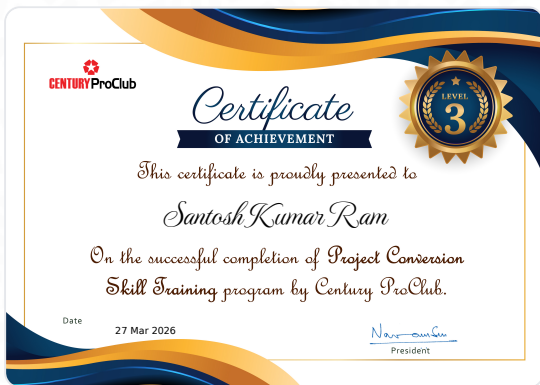 CENTURY ProClub
Certificate
OF ACHIEVEMENT
LEVEL
3
This certificate is proudly presented to
Santosh Kumar Ram
On the successful completion of Project Conversion
Skill Training program by Century ProClub.
Date
27 Mar 2026
President